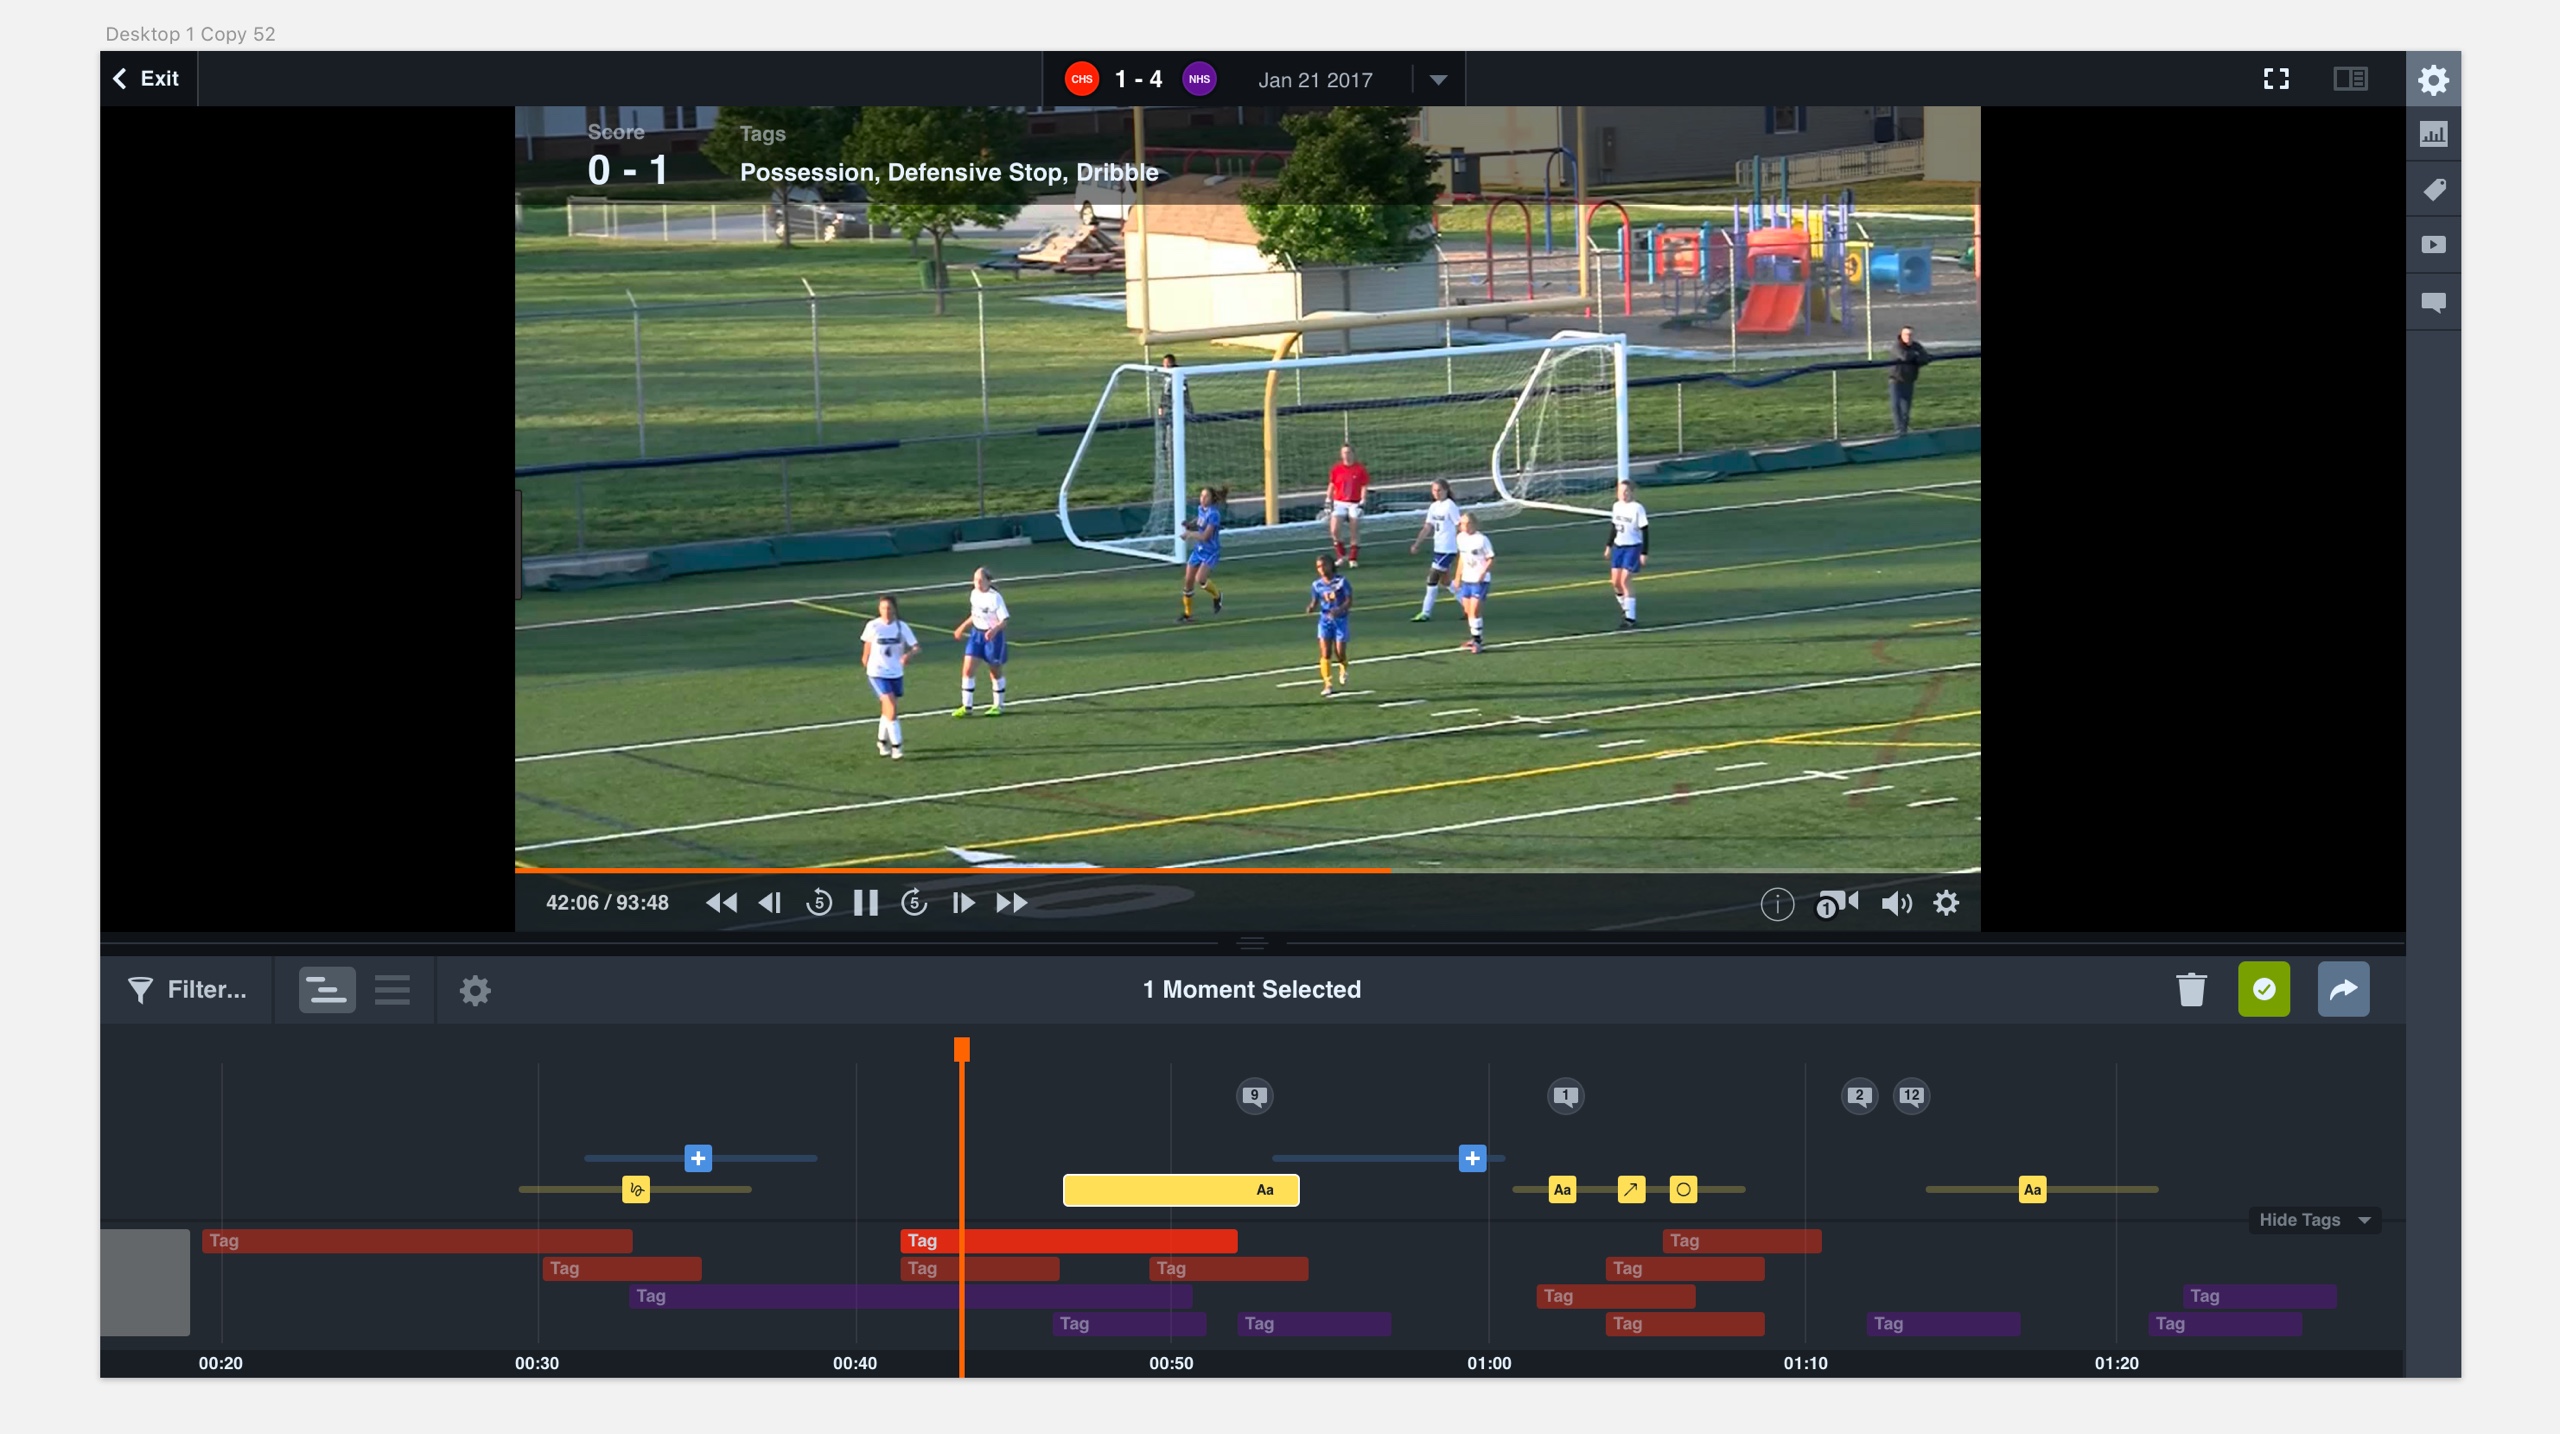 Desktop 1 Copy 52
Exit
CHS 1 - 4 NHS Jan 21 2017
Score Tags
0 - 1 Possession, Defensive Stop, Dribble
42:06 / 93:48 5 5 1
Filter... 1 Moment Selected
9 1 2 12
Aa Aa Aa
Hide Tags
Tag Tag Tag
Tag Tag Tag Tag
Tag Tag Tag
Tag Tag Tag Tag Tag
00:20 00:30 00:40 00:50 01:00 01:10 01:20